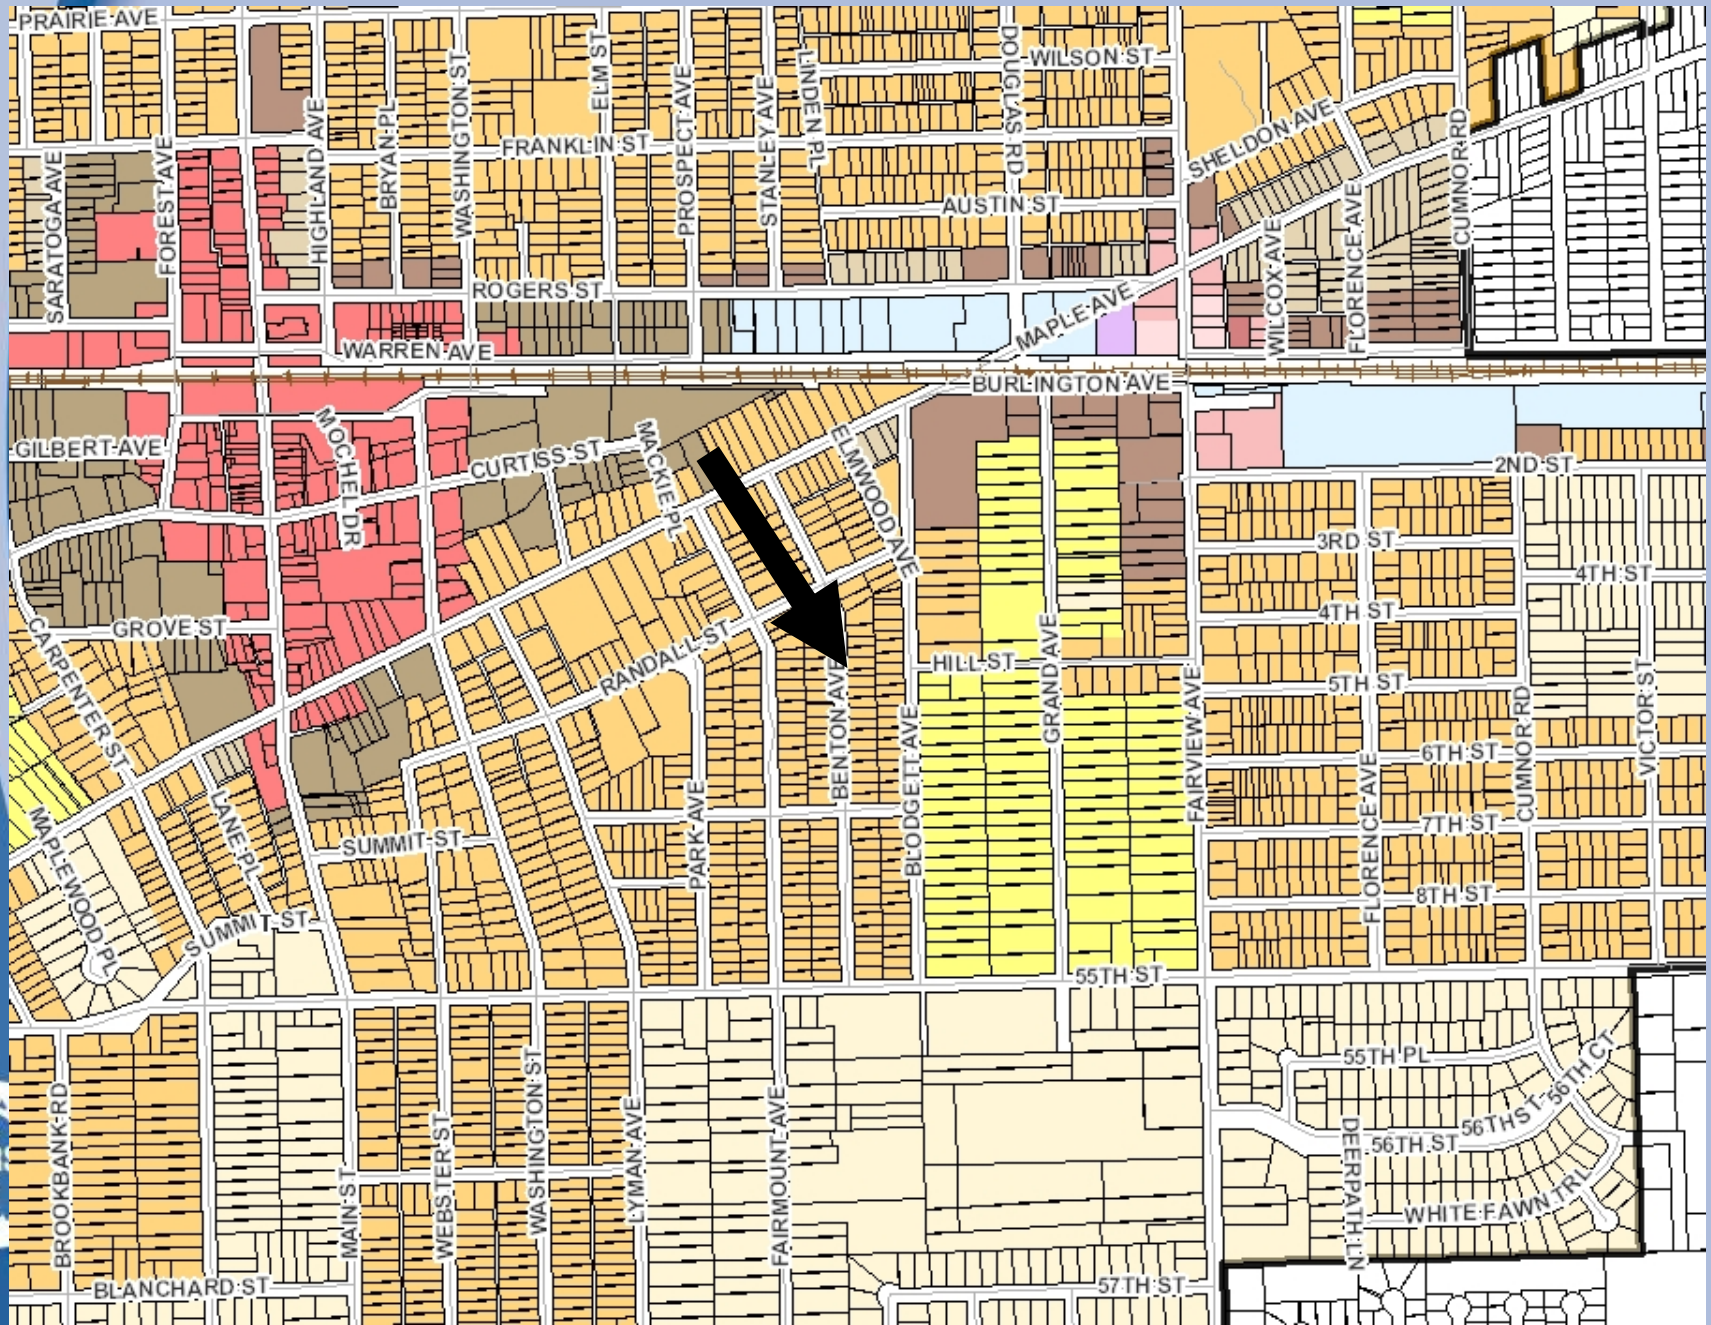 PRAIRIE AVE
WILSON ST
ELM ST
DOUGLAS RD
LINDEN PL
WASHINGTON ST
PROSPECT AVE
STANLEY AVE
HIGHLAND AVE
BRYAN PL
FRANKLIN ST
SHELDON AVE
CUMNOR RD
SARATOGA AVE
FOREST AVE
AUSTIN ST
WILCOX AVE
FLORENCE AVE
ROGERS ST
MAPLE AVE
WARREN AVE
BURLINGTON AVE
GILBERT AVE
MOCHEL DR
CURTISS ST
MACKIE PL
ELMWOOD AVE
2ND ST
3RD ST
4TH ST
4TH ST
GROVE ST
CARPENTER ST
RANDALL ST
HILL ST
GRAND AVE
BENTON AVE
BLODGETT AVE
FAIRVIEW AVE
5TH ST
CUMNOR RD
VICTOR ST
6TH ST
FLORENCE AVE
7TH ST
MAPLEWOOD PL
LANE PL
SUMMIT ST
PARK AVE
8TH ST
SUMMIT ST
55TH ST
55TH PL
56TH CT
56TH ST
56TH ST
BROOKBANK RD
MAIN ST
WEBSTER ST
WASHINGTON ST
LYMAN AVE
FAIRMOUNT AVE
DEERPATH LN
WHITE FAWN TRL
BLANCHARD ST
57TH ST